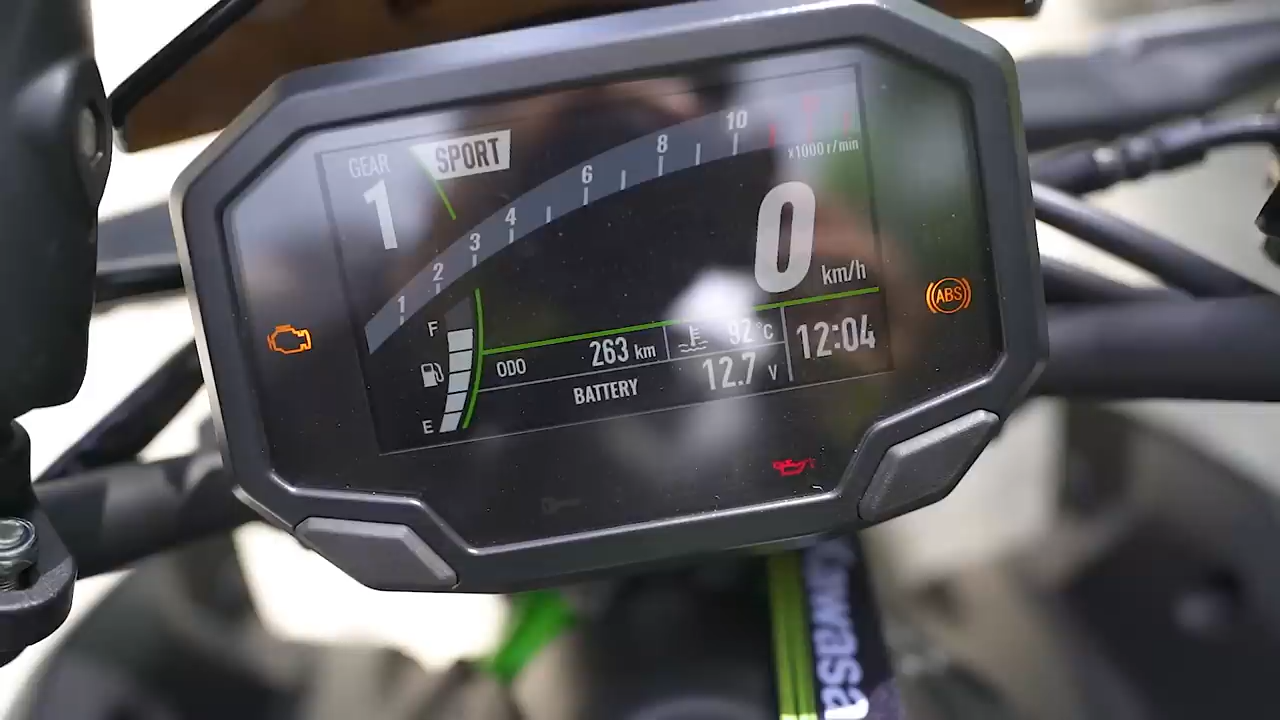 GEAR
SPORT
1
1 2 3 4 6 8 10
x1000 r/min
0
km/h
F
E
ODO 263 km
92 °C
12:04
BATTERY 12.7 V
ABS
Kawasa